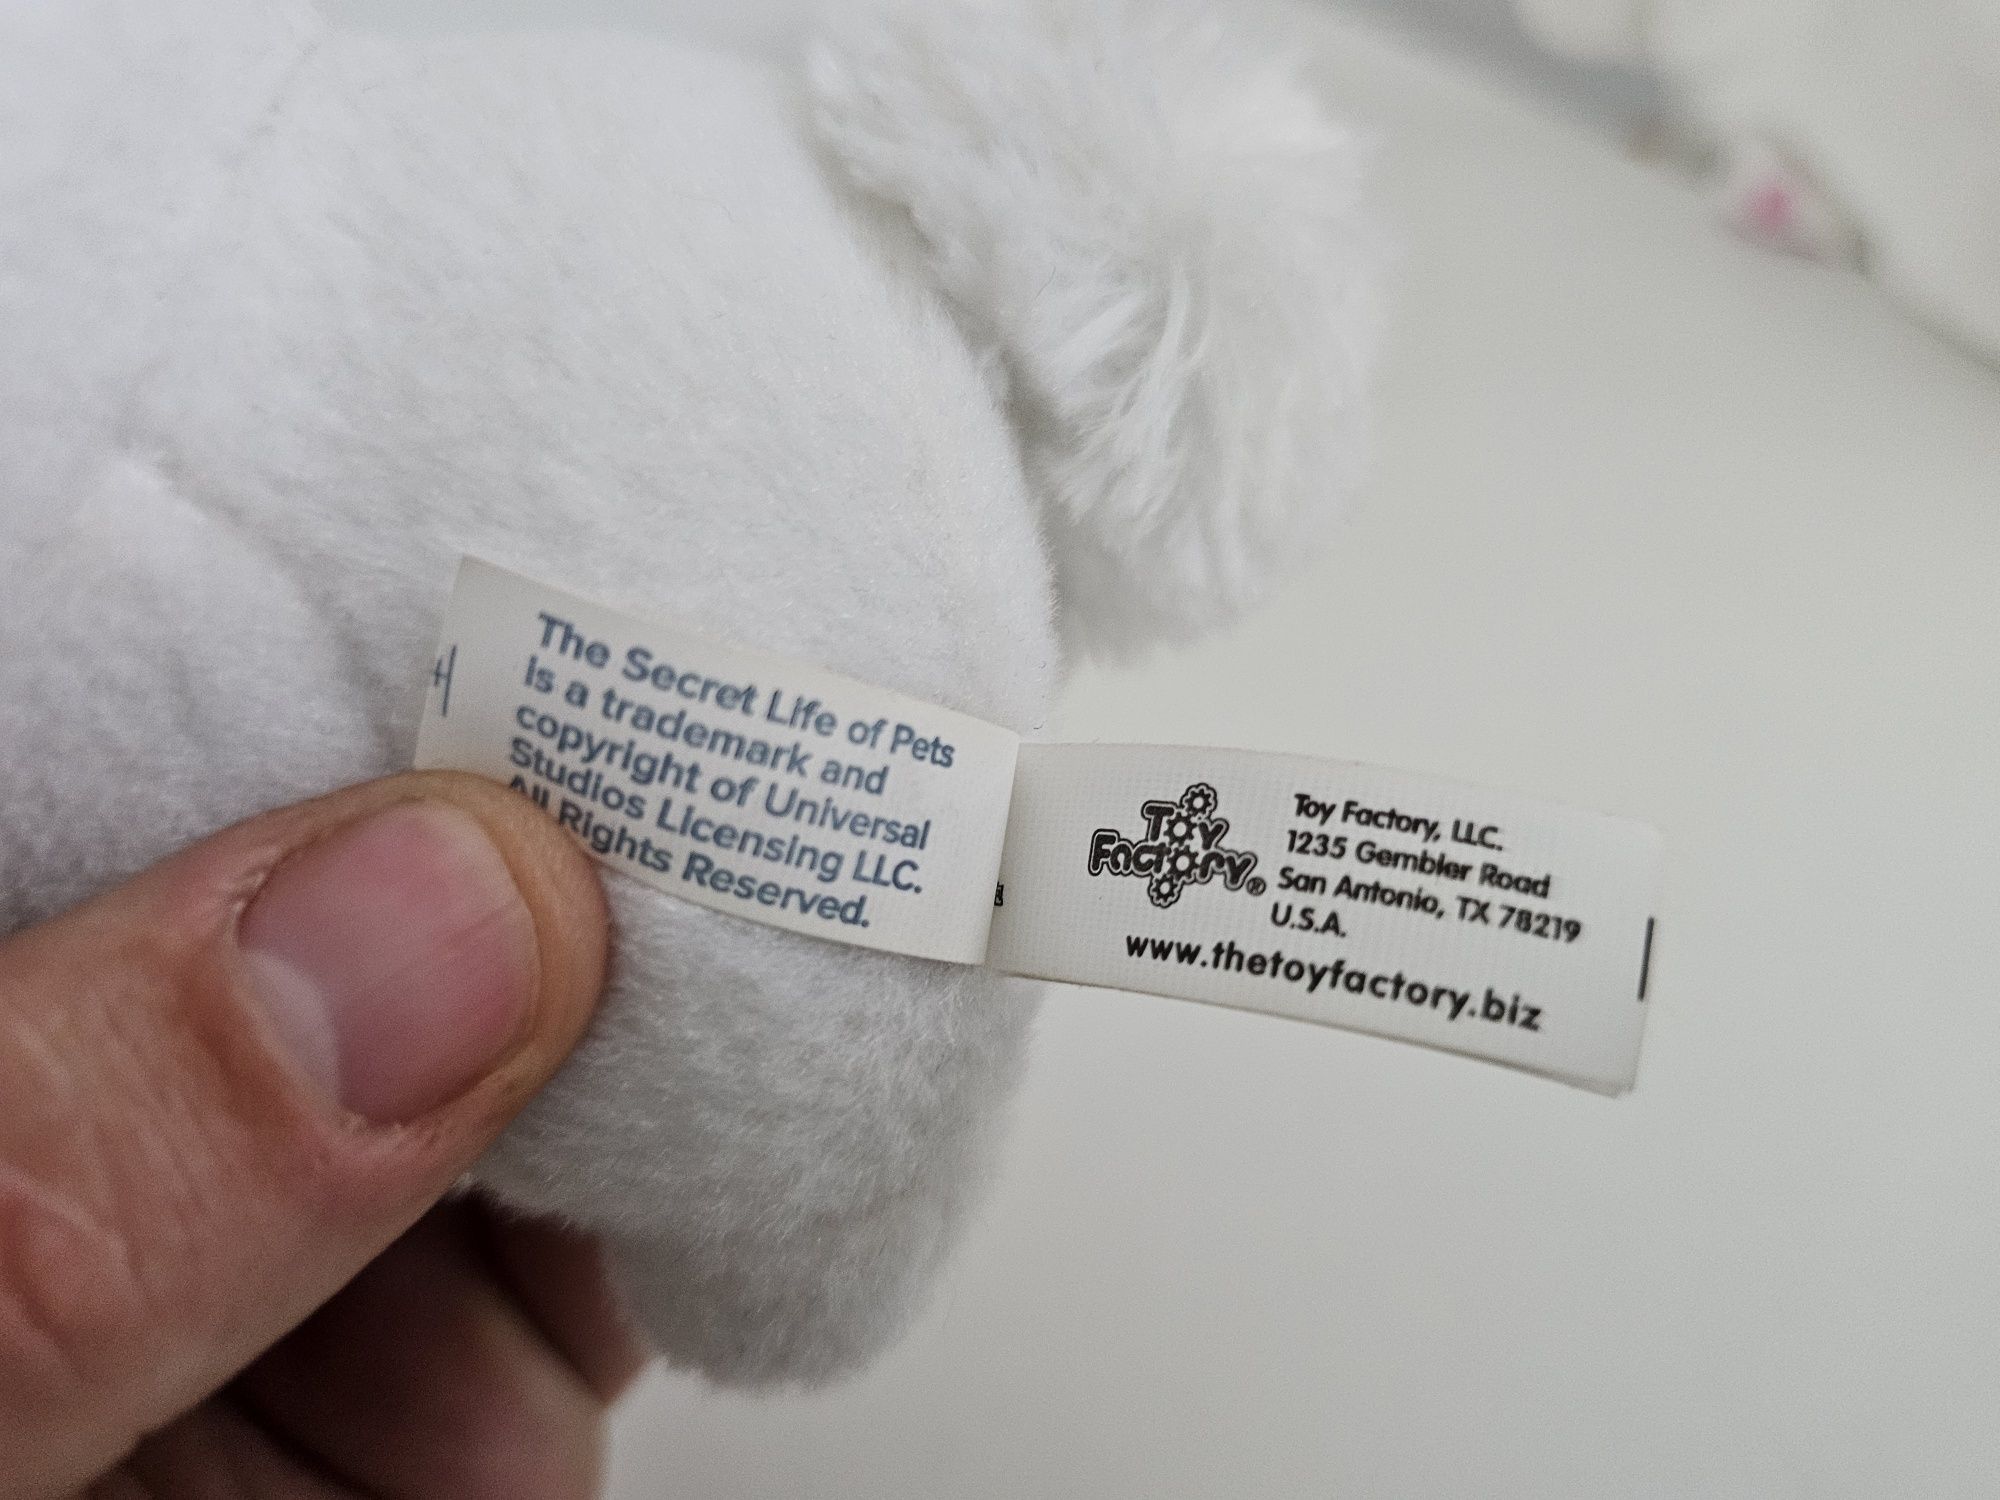 The Secret Life of Pets
is a trademark and
copyright of Universal
Studios Licensing LLC.
All Rights Reserved.
Toy
Factory®
Toy Factory, LLC.
1235 Gembler Road
San Antonio, TX 78219
U.S.A.
www.thetoyfactory.biz